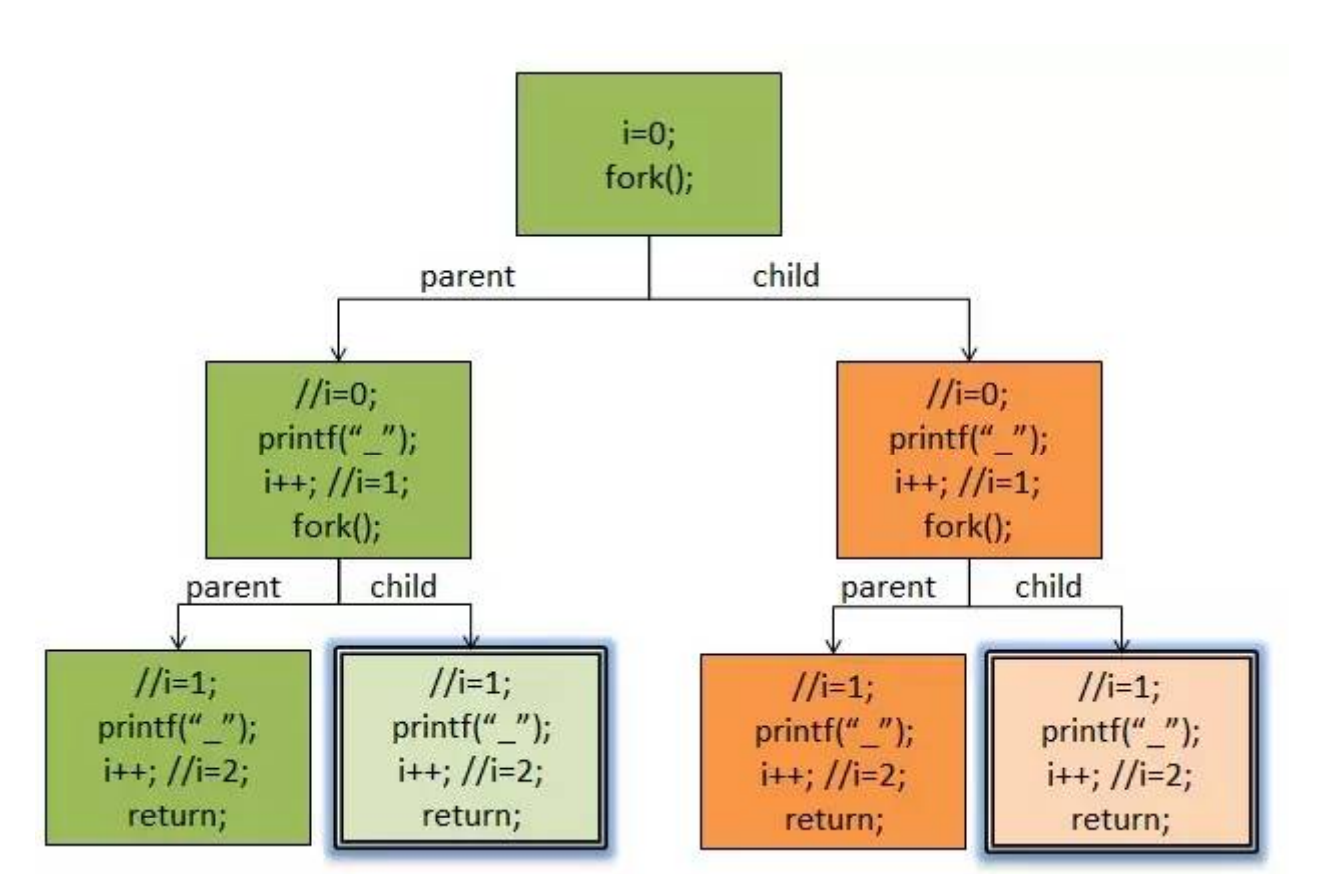 i=0;
fork();
parent
child
//i=0;
printf(“_”);
i++; //i=1;
fork();
//i=0;
printf(“_”);
i++; //i=1;
fork();
parent
child
parent
child
//i=1;
printf(“_”);
i++; //i=2;
return;
//i=1;
printf(“_”);
i++; //i=2;
return;
//i=1;
printf(“_”);
i++; //i=2;
return;
//i=1;
printf(“_”);
i++; //i=2;
return;